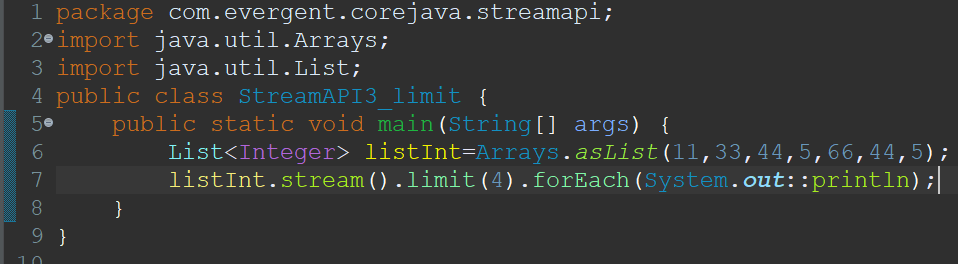 1 package com.evergent.corejava.streamapi;
2 import java.util.Arrays;
3 import java.util.List;
4 public class StreamAPI3_limit {
5     public static void main(String[] args) {
6         List<Integer> listInt=Arrays.asList(11,33,44,5,66,44,5);
7         listInt.stream().limit(4).forEach(System.out::println);
8     }
9 }
10